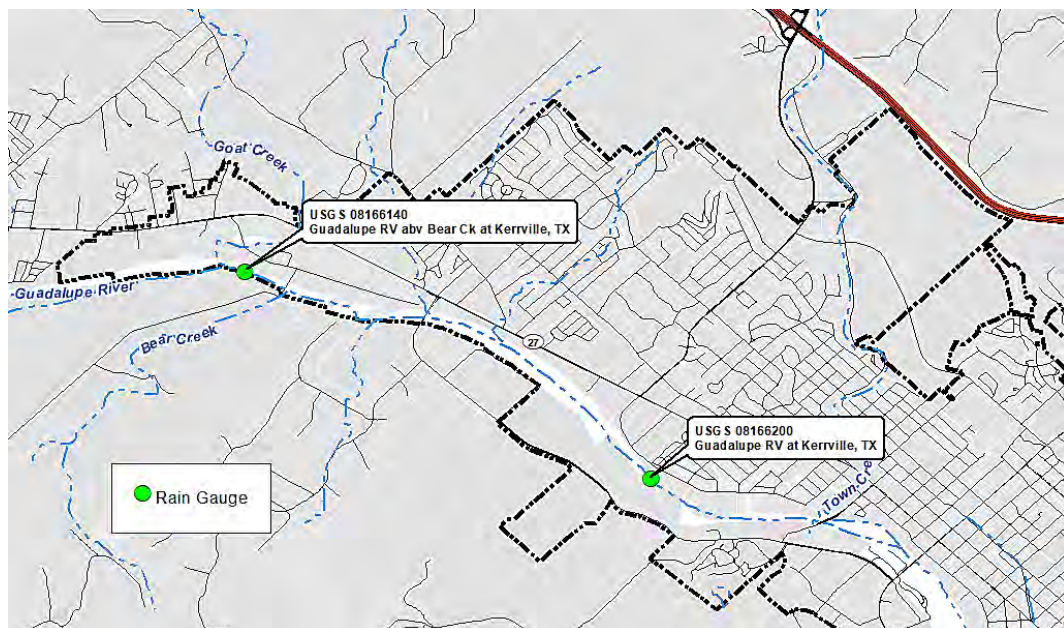 Goat Creek
USGS 08166140
Guadalupe RV abv Bear Ck at Kerrville, TX
Guadalupe River
Bear Creek
27
USGS 08166200
Guadalupe RV at Kerrville, TX
Rain Gauge
Town Cre